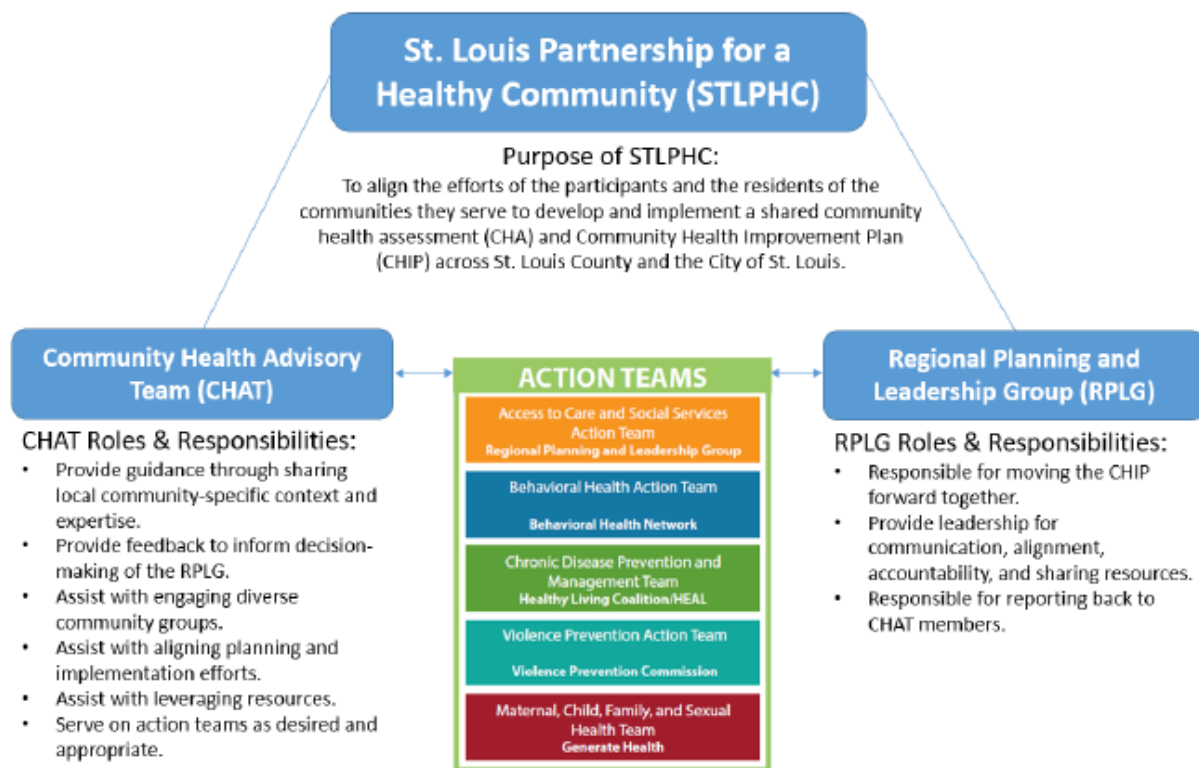 St. Louis Partnership for a
Healthy Community (STLPHC)
Purpose of STLPHC:
To align the efforts of the participants and the residents of the
communities they serve to develop and implement a shared community
health assessment (CHA) and Community Health Improvement Plan
(CHIP) across St. Louis County and the City of St. Louis.
Community Health Advisory
Team (CHAT)
CHAT Roles & Responsibilities:
• Provide guidance through sharing
local community-specific context and
expertise.
• Provide feedback to inform decision-
making of the RPLG.
• Assist with engaging diverse
community groups.
• Assist with aligning planning and
implementation efforts.
• Assist with leveraging resources.
• Serve on action teams as desired and
appropriate.
ACTION TEAMS
Access to Care and Social Services
Action Team
Regional Planning and Leadership Group
Behavioral Health Action Team
Behavioral Health Network
Chronic Disease Prevention and
Management Team
Healthy Living Coalition/HEAL
Violence Prevention Action Team
Violence Prevention Commission
Maternal, Child, Family, and Sexual
Health Team
Generate Health
Regional Planning and
Leadership Group (RPLG)
RPLG Roles & Responsibilities:
• Responsible for moving the CHIP
forward together.
• Provide leadership for
communication, alignment,
accountability, and sharing resources.
• Responsible for reporting back to
CHAT members.